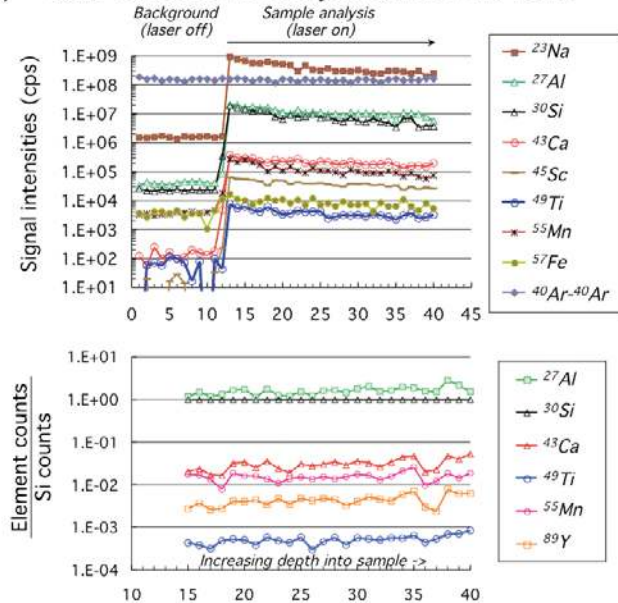 Background
(laser off)
Sample analysis
(laser on)
Signal intensities (cps)
1.E+09
1.E+08
1.E+07
1.E+06
1.E+05
1.E+04
1.E+03
1.E+02
1.E+01
0 5 10 15 20 25 30 35 40 45
²³Na
²⁷Al
³⁰Si
⁴³Ca
⁴⁵Sc
⁴⁹Ti
⁵⁵Mn
⁵⁷Fe
⁴⁰Ar-⁴⁰Ar
Element counts
Si counts
1.E+01
1.E+00
1.E-01
1.E-02
1.E-03
1.E-04
Increasing depth into sample ->
10 15 20 25 30 35 40
²⁷Al
³⁰Si
⁴³Ca
⁴⁹Ti
⁵⁵Mn
⁸⁹Y